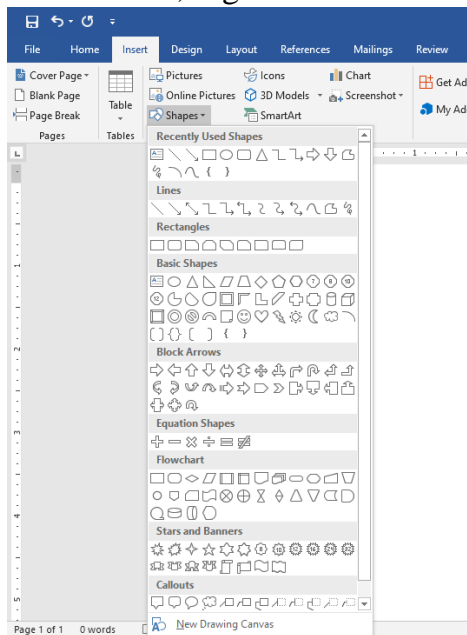 File Home Insert Design Layout References Mailings Review
Cover Page
Blank Page
Page Break
Pages
Table
Tables
Pictures
Online Pictures
Shapes
Icons
3D Models
SmartArt
Chart
Screenshot
Get Ad
My Ad
Recently Used Shapes
Lines
Rectangles
Basic Shapes
Block Arrows
Equation Shapes
Flowchart
Stars and Banners
Callouts
New Drawing Canvas
Page 1 of 1 0 words